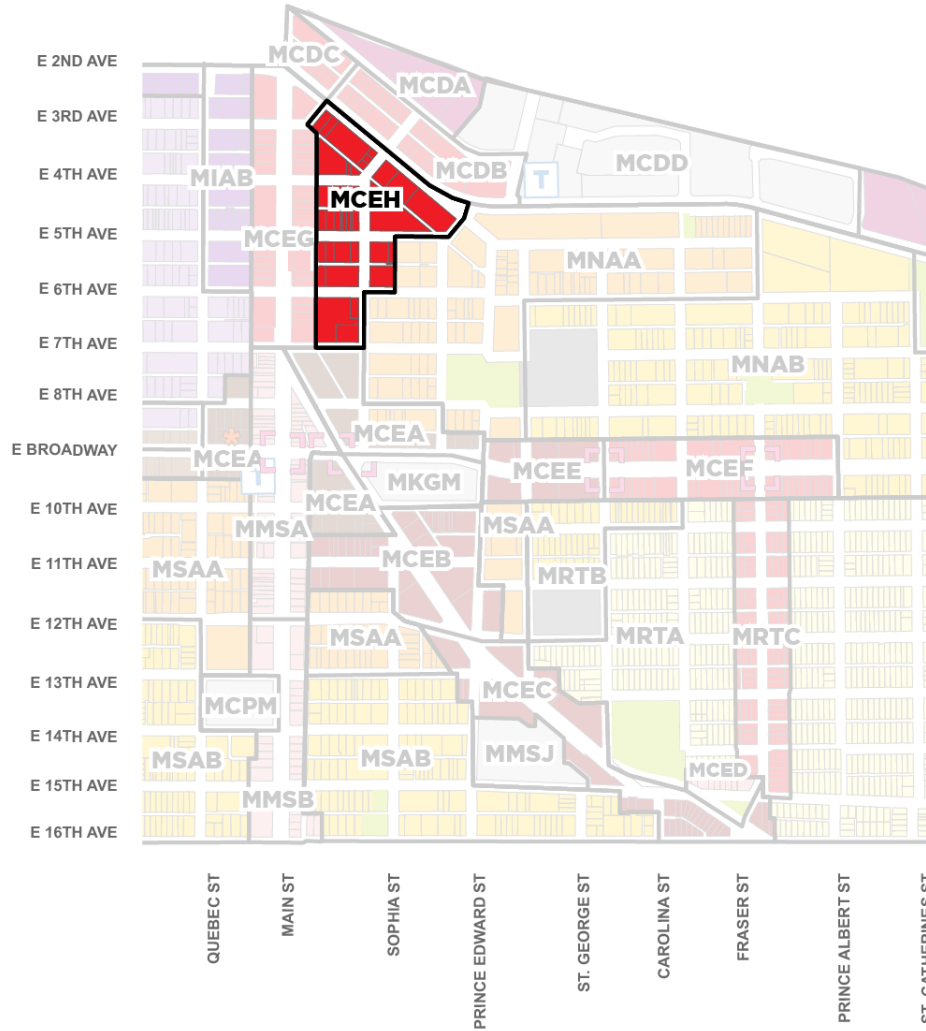 MCDC
E 2ND AVE
MCDA
E 3RD AVE
MCDD
MCDB
T
E 4TH AVE
MIAB
MCEH
E 5TH AVE
MCEG
MNAA
E 6TH AVE
E 7TH AVE
MNAB
E 8TH AVE
MCEA
E BROADWAY
MCEA
MCEE
MCEF
T
MKGM
MCEA
E 10TH AVE
MMSA
MSAA
MCEB
E 11TH AVE
MSAA
MRTB
E 12TH AVE
MSAA
MRTA
MRTC
E 13TH AVE
MCEC
MCPM
E 14TH AVE
MSAB
MSAB
MMSJ
MCED
E 15TH AVE
MMSB
E 16TH AVE
QUEBEC ST
MAIN ST
SOPHIA ST
PRINCE EDWARD ST
ST. GEORGE ST
CAROLINA ST
FRASER ST
PRINCE ALBERT ST
ST. CATHERINES ST